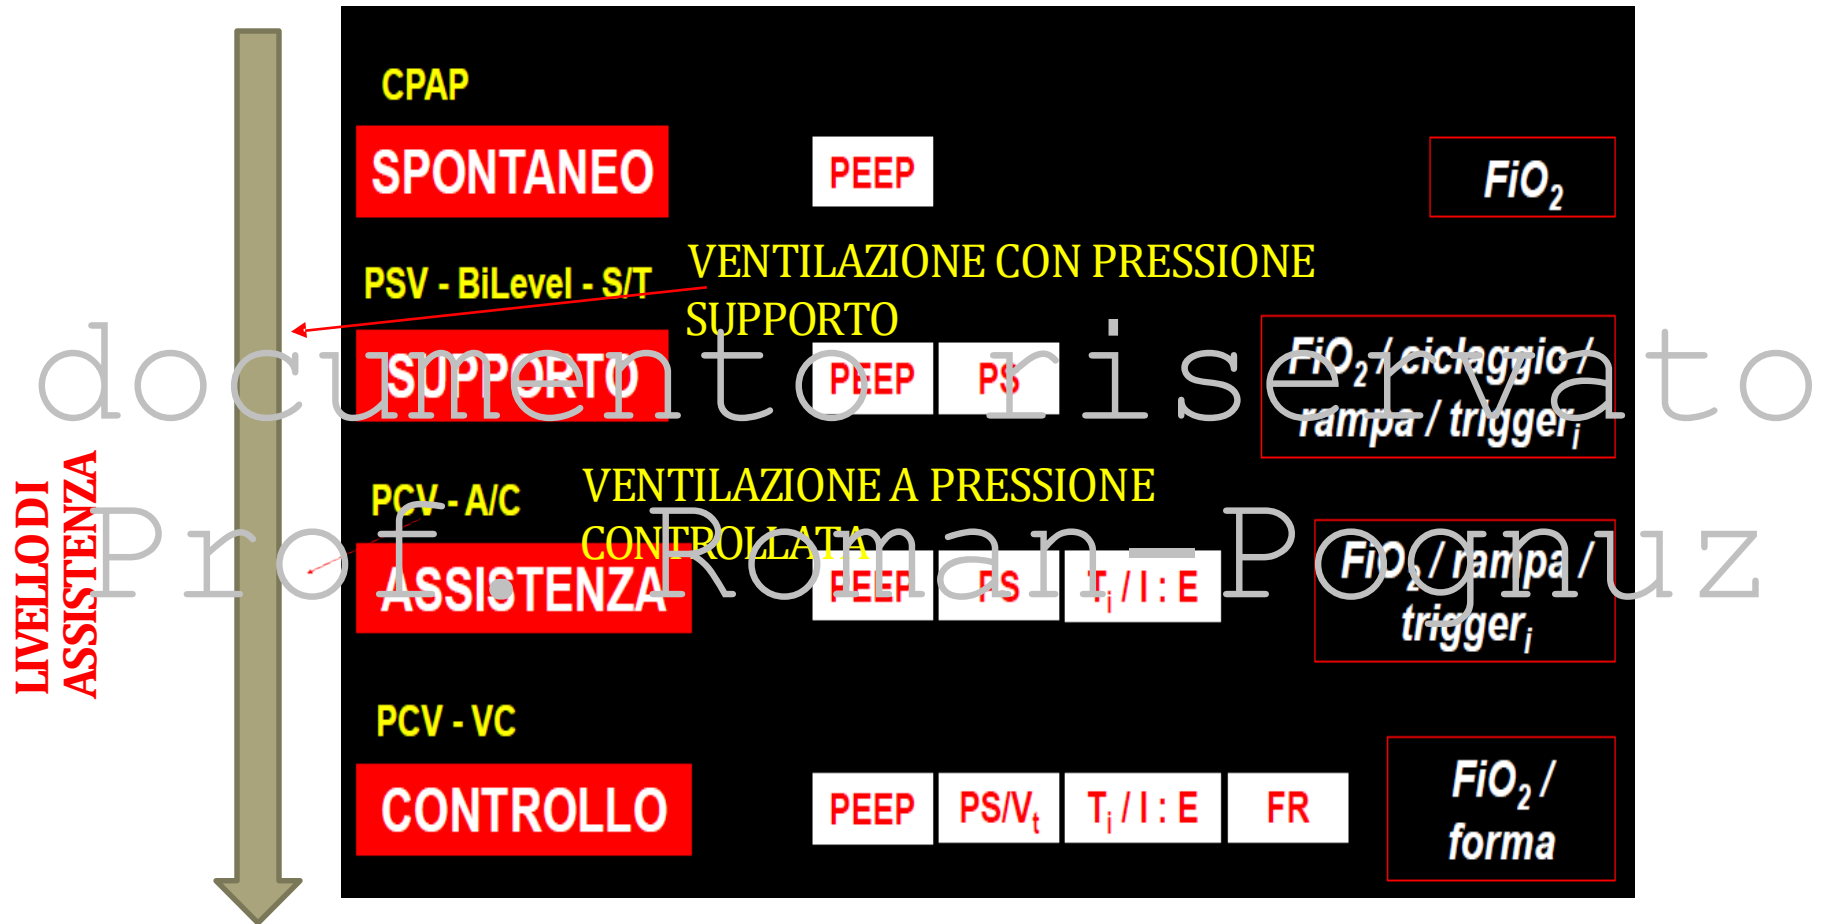 CPAP
SPONTANEO
PEEP
FiO₂
PSV - BiLevel - S/T
VENTILAZIONE CON PRESSIONE
SUPPORTO
SUPPORTO
PEEP
PS
FiO₂ / ciclaggio /
rampa / triggerᵢ
documento riservato
LIVELLO DI
ASSISTENZA
PCV - A/C
VENTILAZIONE A PRESSIONE
CONTROLLATA
ASSISTENZA
PEEP
PS
Tᵢ / I : E
FiO₂ / rampa /
triggerᵢ
Prof. Roman-Pognuz
PCV - VC
CONTROLLO
PEEP
PS/Vₜ
Tᵢ / I : E
FR
FiO₂ /
forma